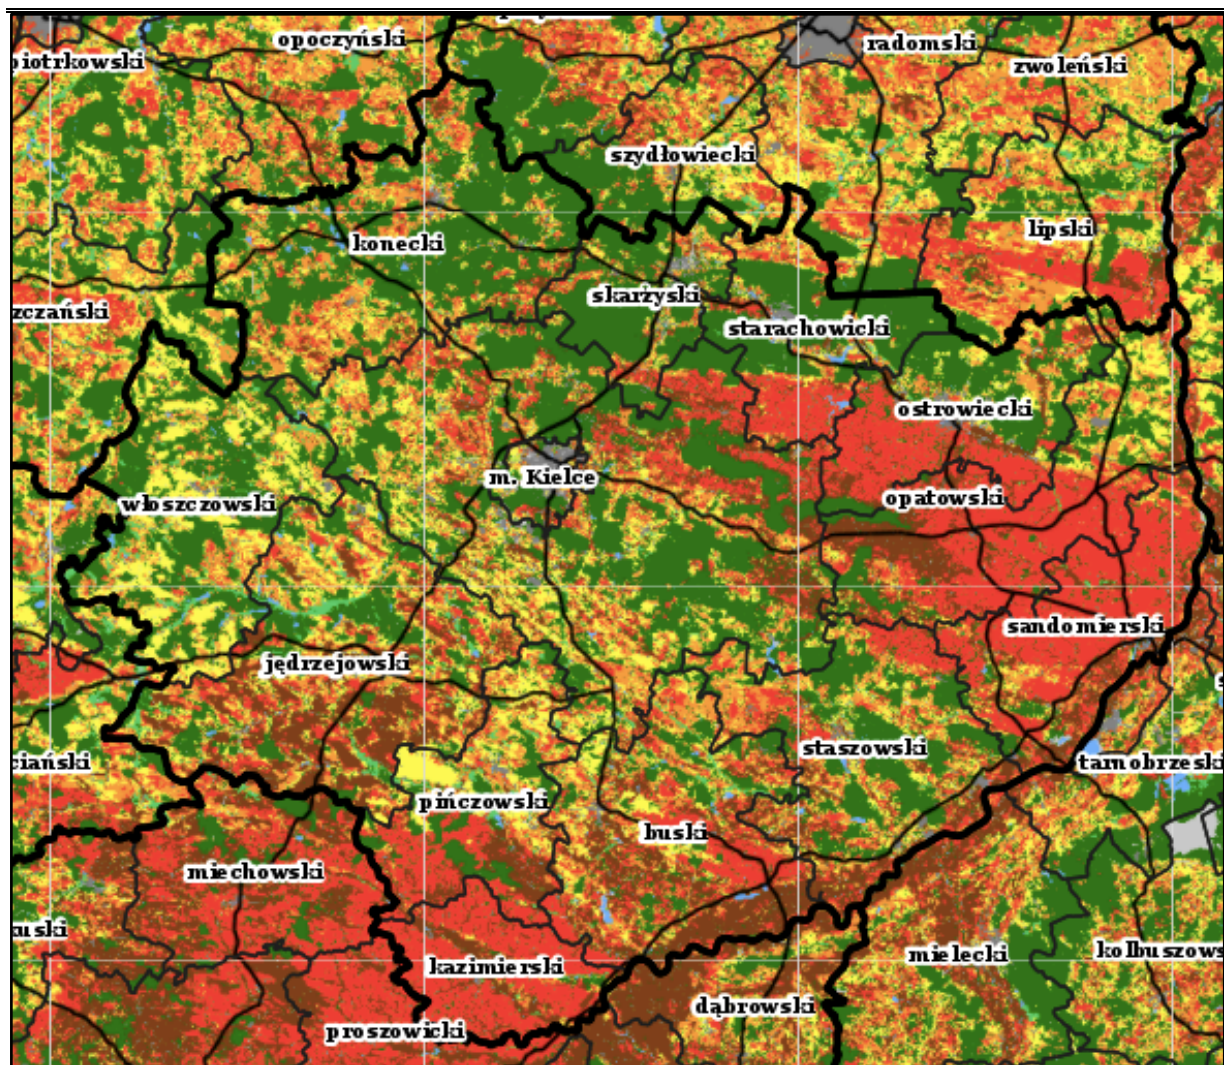 opoczyński
radomski
piotrkowski
zwoleński
szydłowiecki
lipski
konecki
skarżyski
zczański
starachowicki
ostrowiecki
m. Kielce
opatowski
włoszczowski
sandomierski
jędrzejowski
staszowski
ciański
tarnobrzeski
pińczowski
buski
miechowski
uski
mielecki
kolbuszows
kazimierski
dąbrowski
proszowicki